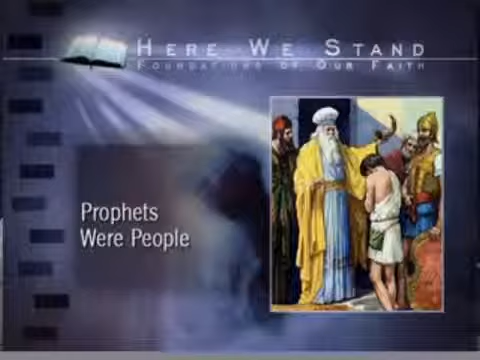 HERE WE STAND
FOUNDATIONS OF OUR FAITH
Prophets
Were People